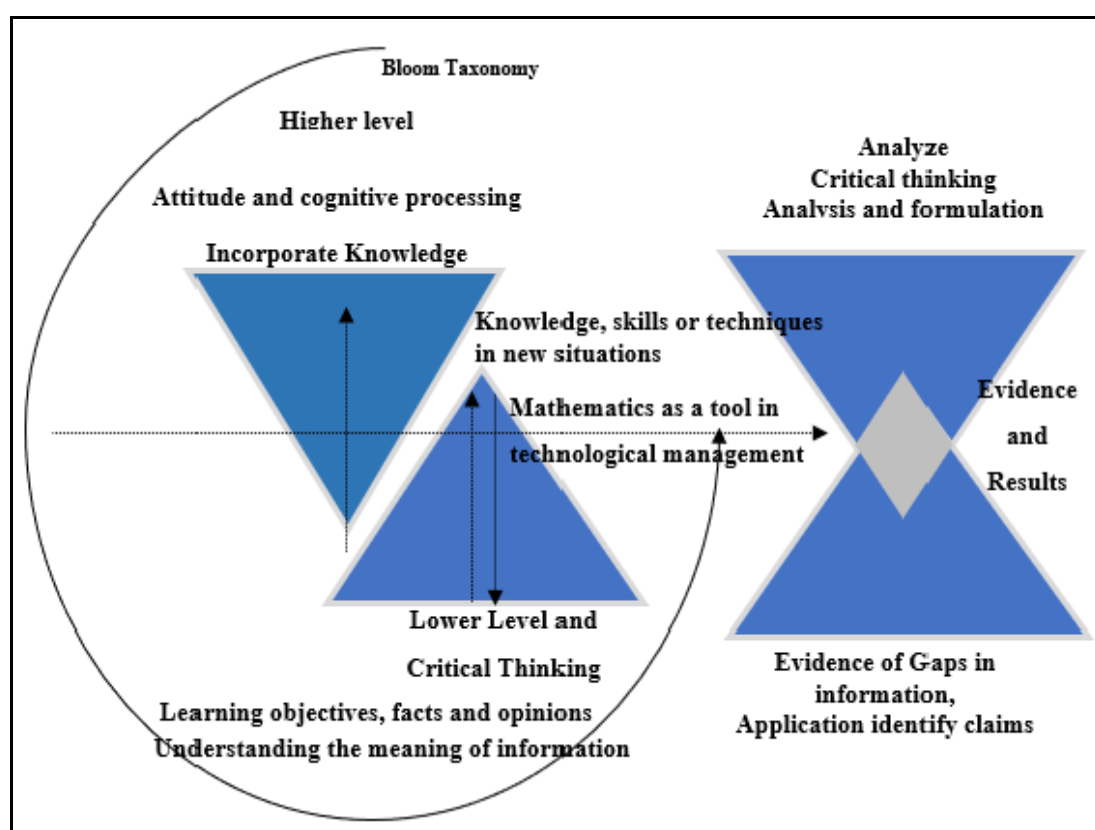 Bloom Taxonomy
Higher level
Attitude and cognitive processing
Incorporate Knowledge
Knowledge, skills or techniques
in new situations
Mathematics as a tool in
technological management
Lower Level and
Critical Thinking
Learning objectives, facts and opinions
Understanding the meaning of information
Analyze
Critical thinking
Analysis and formulation
Evidence
and
Results
Evidence of Gaps in
information,
Application identify claims